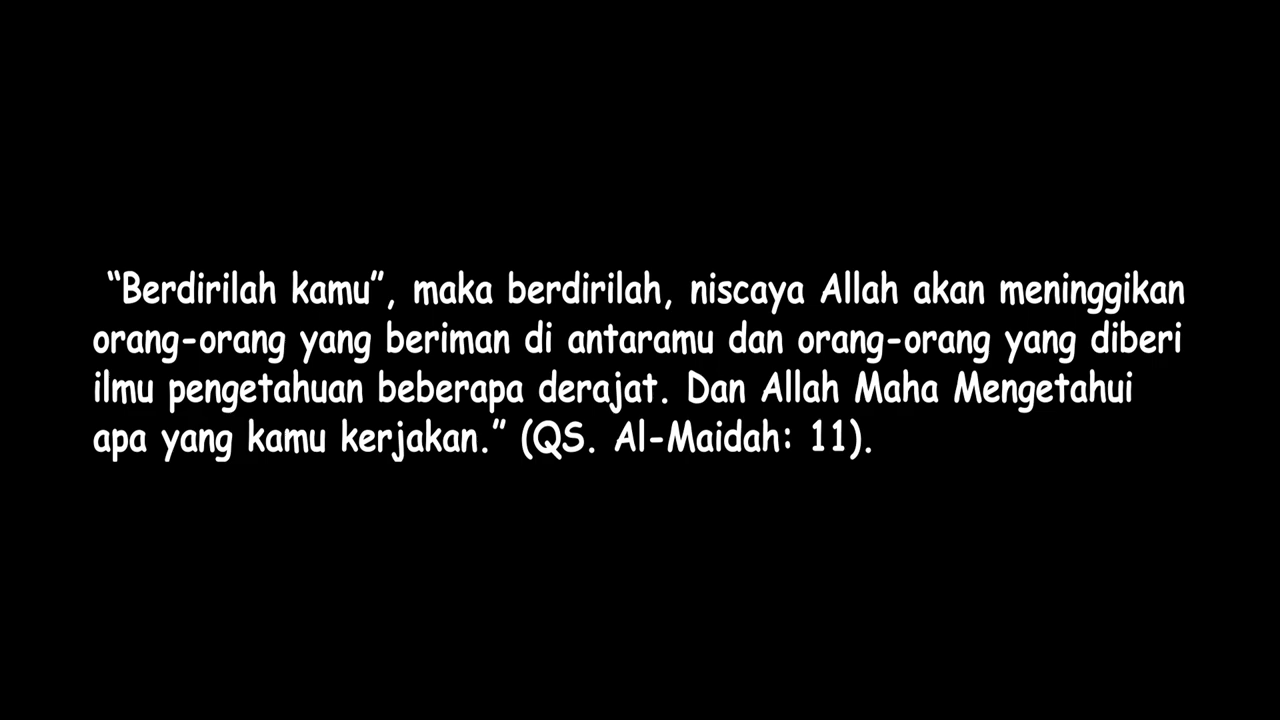 “Berdirilah kamu”, maka berdirilah, niscaya Allah akan meninggikan
orang-orang yang beriman di antaramu dan orang-orang yang diberi
ilmu pengetahuan beberapa derajat. Dan Allah Maha Mengetahui
apa yang kamu kerjakan.” (QS. Al-Maidah: 11).